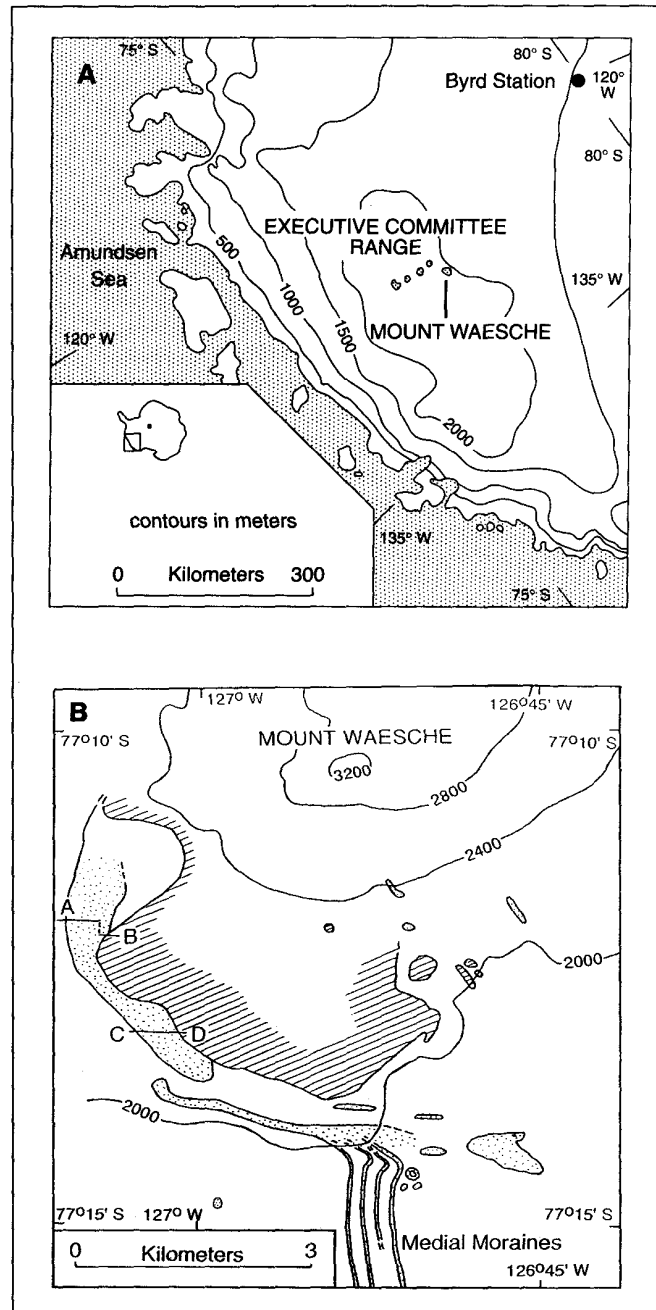 A
75° S
80° S
Byrd Station
120°
W
80° S
EXECUTIVE COMMITTEE
RANGE
500
Amundsen
Sea
1000
135° W
1500
MOUNT WAESCHE
120° W
2000
contours in meters
135° W
0 Kilometers 300
75° S
B
127° W
126°45' W
77°10' S
MOUNT WAESCHE
77°10' S
3200
2800
2400
A
B
2000
C
D
2000
77°15' S
127° W
77°15' S
0 Kilometers 3
Medial Moraines
126°45' W